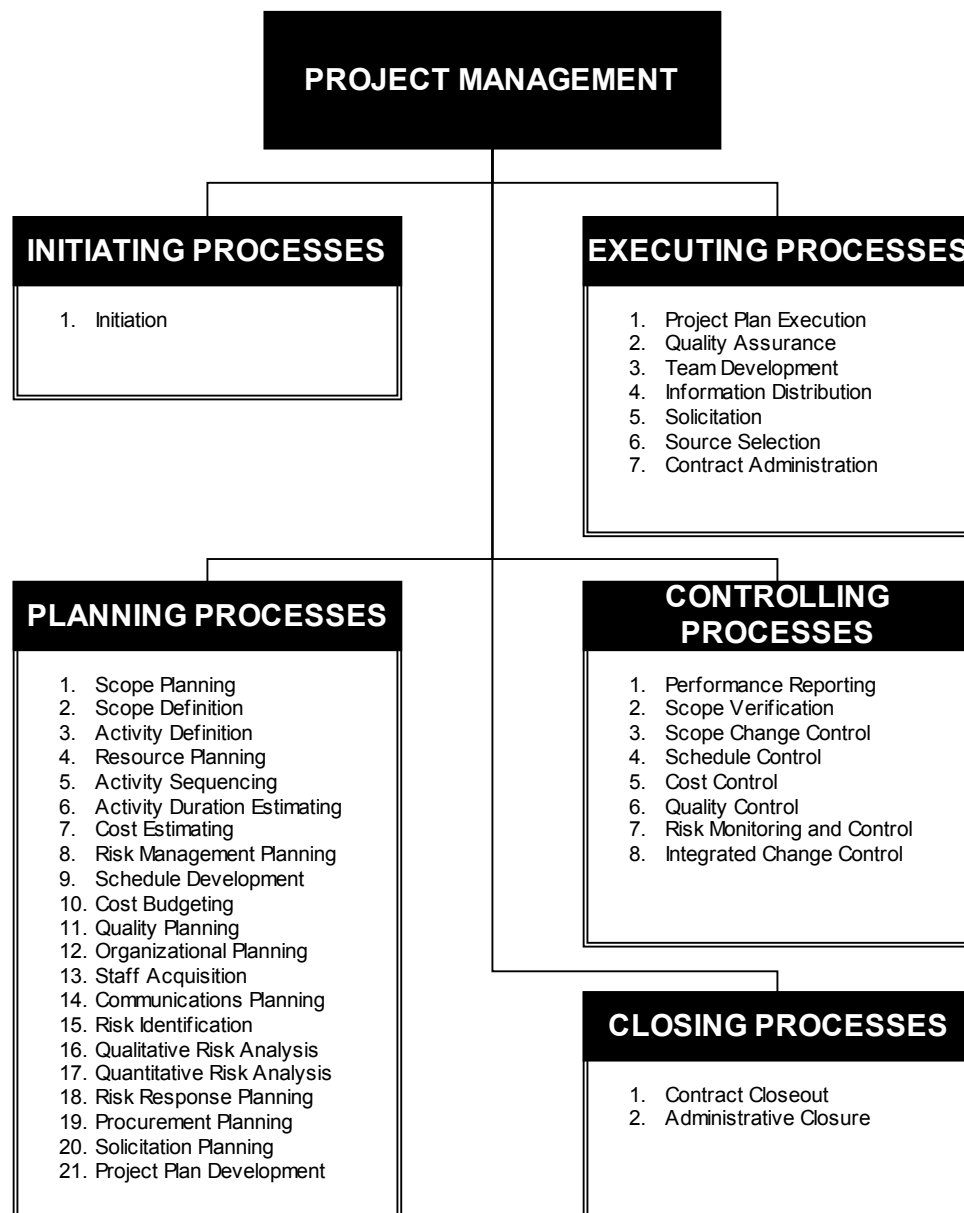 PROJECT MANAGEMENT
INITIATING PROCESSES
1. Initiation
EXECUTING PROCESSES
1. Project Plan Execution
2. Quality Assurance
3. Team Development
4. Information Distribution
5. Solicitation
6. Source Selection
7. Contract Administration
PLANNING PROCESSES
1. Scope Planning
2. Scope Definition
3. Activity Definition
4. Resource Planning
5. Activity Sequencing
6. Activity Duration Estimating
7. Cost Estimating
8. Risk Management Planning
9. Schedule Development
10. Cost Budgeting
11. Quality Planning
12. Organizational Planning
13. Staff Acquisition
14. Communications Planning
15. Risk Identification
16. Qualitative Risk Analysis
17. Quantitative Risk Analysis
18. Risk Response Planning
19. Procurement Planning
20. Solicitation Planning
21. Project Plan Development
CONTROLLING
PROCESSES
1. Performance Reporting
2. Scope Verification
3. Scope Change Control
4. Schedule Control
5. Cost Control
6. Quality Control
7. Risk Monitoring and Control
8. Integrated Change Control
CLOSING PROCESSES
1. Contract Closeout
2. Administrative Closure